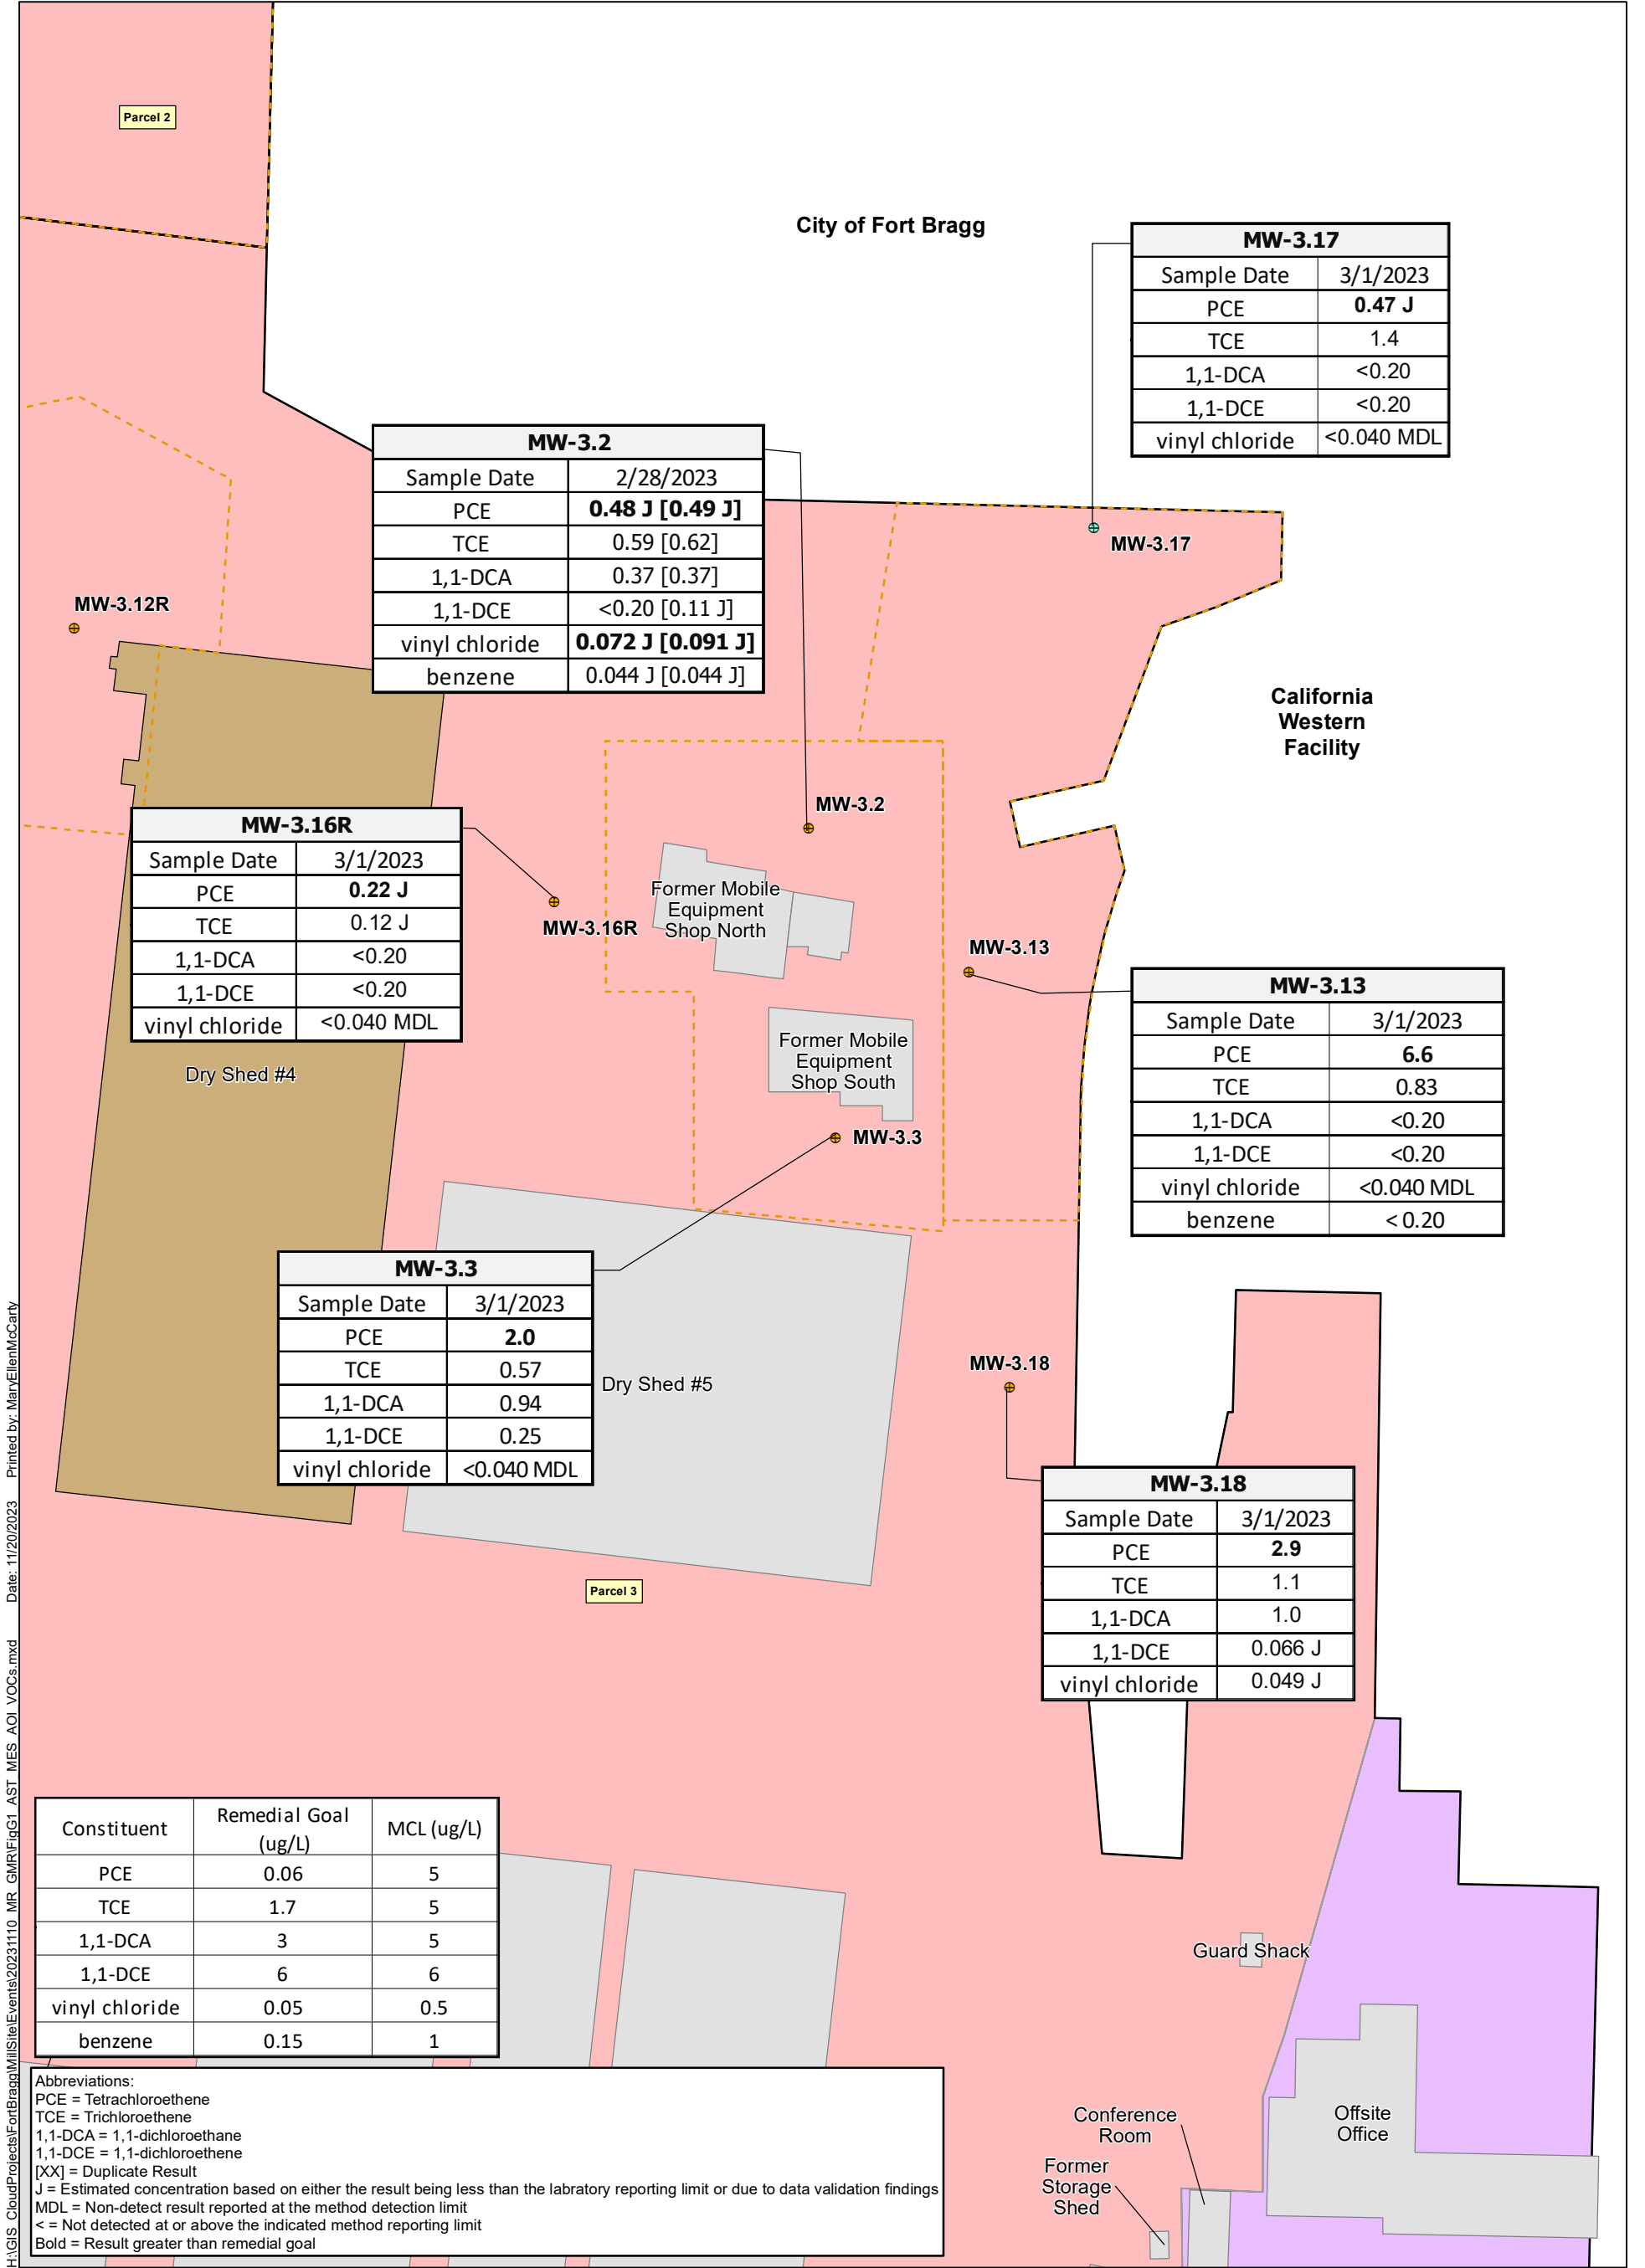 Parcel 2
City of Fort Bragg
MW-3.17
Sample Date 3/1/2023
PCE 0.47 J
TCE 1.4
1,1-DCA <0.20
1,1-DCE <0.20
vinyl chloride <0.040 MDL
MW-3.2
Sample Date 2/28/2023
PCE 0.48 J [0.49 J]
TCE 0.59 [0.62]
1,1-DCA 0.37 [0.37]
1,1-DCE <0.20 [0.11 J]
vinyl chloride 0.072 J [0.091 J]
benzene 0.044 J [0.044 J]
MW-3.17
MW-3.12R
California
Western
Facility
MW-3.2
MW-3.16R
Sample Date 3/1/2023
PCE 0.22 J
TCE 0.12 J
1,1-DCA <0.20
1,1-DCE <0.20
vinyl chloride <0.040 MDL
MW-3.16R
Former Mobile
Equipment
Shop North
MW-3.13
MW-3.13
Sample Date 3/1/2023
PCE 6.6
TCE 0.83
1,1-DCA <0.20
1,1-DCE <0.20
vinyl chloride <0.040 MDL
benzene < 0.20
Dry Shed #4
Former Mobile
Equipment
Shop South
MW-3.3
MW-3.3
Sample Date 3/1/2023
PCE 2.0
TCE 0.57
1,1-DCA 0.94
1,1-DCE 0.25
vinyl chloride <0.040 MDL
Dry Shed #5
MW-3.18
MW-3.18
Sample Date 3/1/2023
PCE 2.9
TCE 1.1
1,1-DCA 1.0
1,1-DCE 0.066 J
vinyl chloride 0.049 J
Parcel 3
Constituent Remedial Goal (ug/L) MCL (ug/L)
PCE 0.06 5
TCE 1.7 5
1,1-DCA 3 5
1,1-DCE 6 6
vinyl chloride 0.05 0.5
benzene 0.15 1
Guard Shack
Offsite
Office
Conference
Room
Former
Storage
Shed
Abbreviations:
PCE = Tetrachloroethene
TCE = Trichloroethene
1,1-DCA = 1,1-dichloroethane
1,1-DCE = 1,1-dichloroethene
[XX] = Duplicate Result
J = Estimated concentration based on either the result being less than the labratory reporting limit or due to data validation findings
MDL = Non-detect result reported at the method detection limit
< = Not detected at or above the indicated method reporting limit
Bold = Result greater than remedial goal
H:\GIS_CloudProjects\FortBragg\MillSite\Events\20231110_MR_GMR\FigG1_AST_MES_AOI_VOCs.mxd Date: 11/20/2023 Printed by: MaryEllenMcCarty